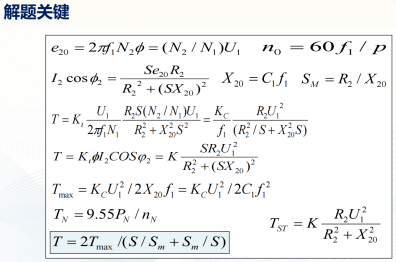 解题关键
e₂₀ = 2πf₁N₂ϕ = (N₂ / N₁)U₁  n₀ = 60f₁ / p
I₂ cos ϕ₂ = Se₂₀R₂ / (R₂² + (SX₂₀)²)  X₂₀ = C₁f₁  S_M = R₂ / X₂₀
T = K_t U₁/(2πf₁N₁) R₂S(N₂ / N₁)U₁/(R₂² + X₂₀²S²) = K_C/f₁ R₂U₁²/(R₂² / S + X₂₀²S)
T = K_tϕI₂COSφ₂ = K SR₂U₁²/(R₂² + (SX₂₀)²)
T_max = K_CU₁² / 2X₂₀f₁ = K_CU₁² / 2C₁f₁²
T_N = 9.55P_N / n_N  T_ST = K R₂U₁²/(R₂² + X₂₀²)
T = 2T_max /(S / S_m + S_m / S)